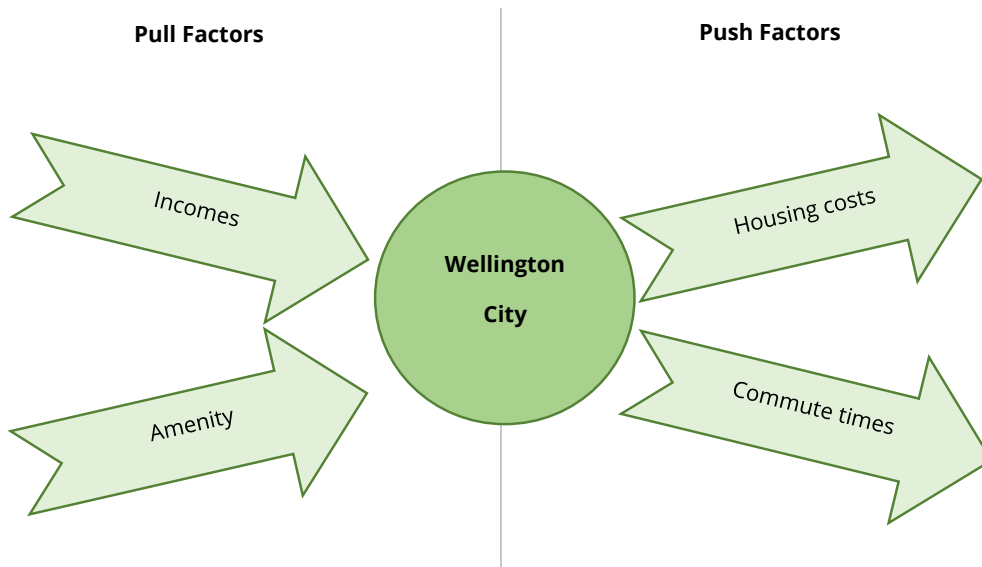 Pull Factors
Push Factors
Incomes
Amenity
Wellington
City
Housing costs
Commute times